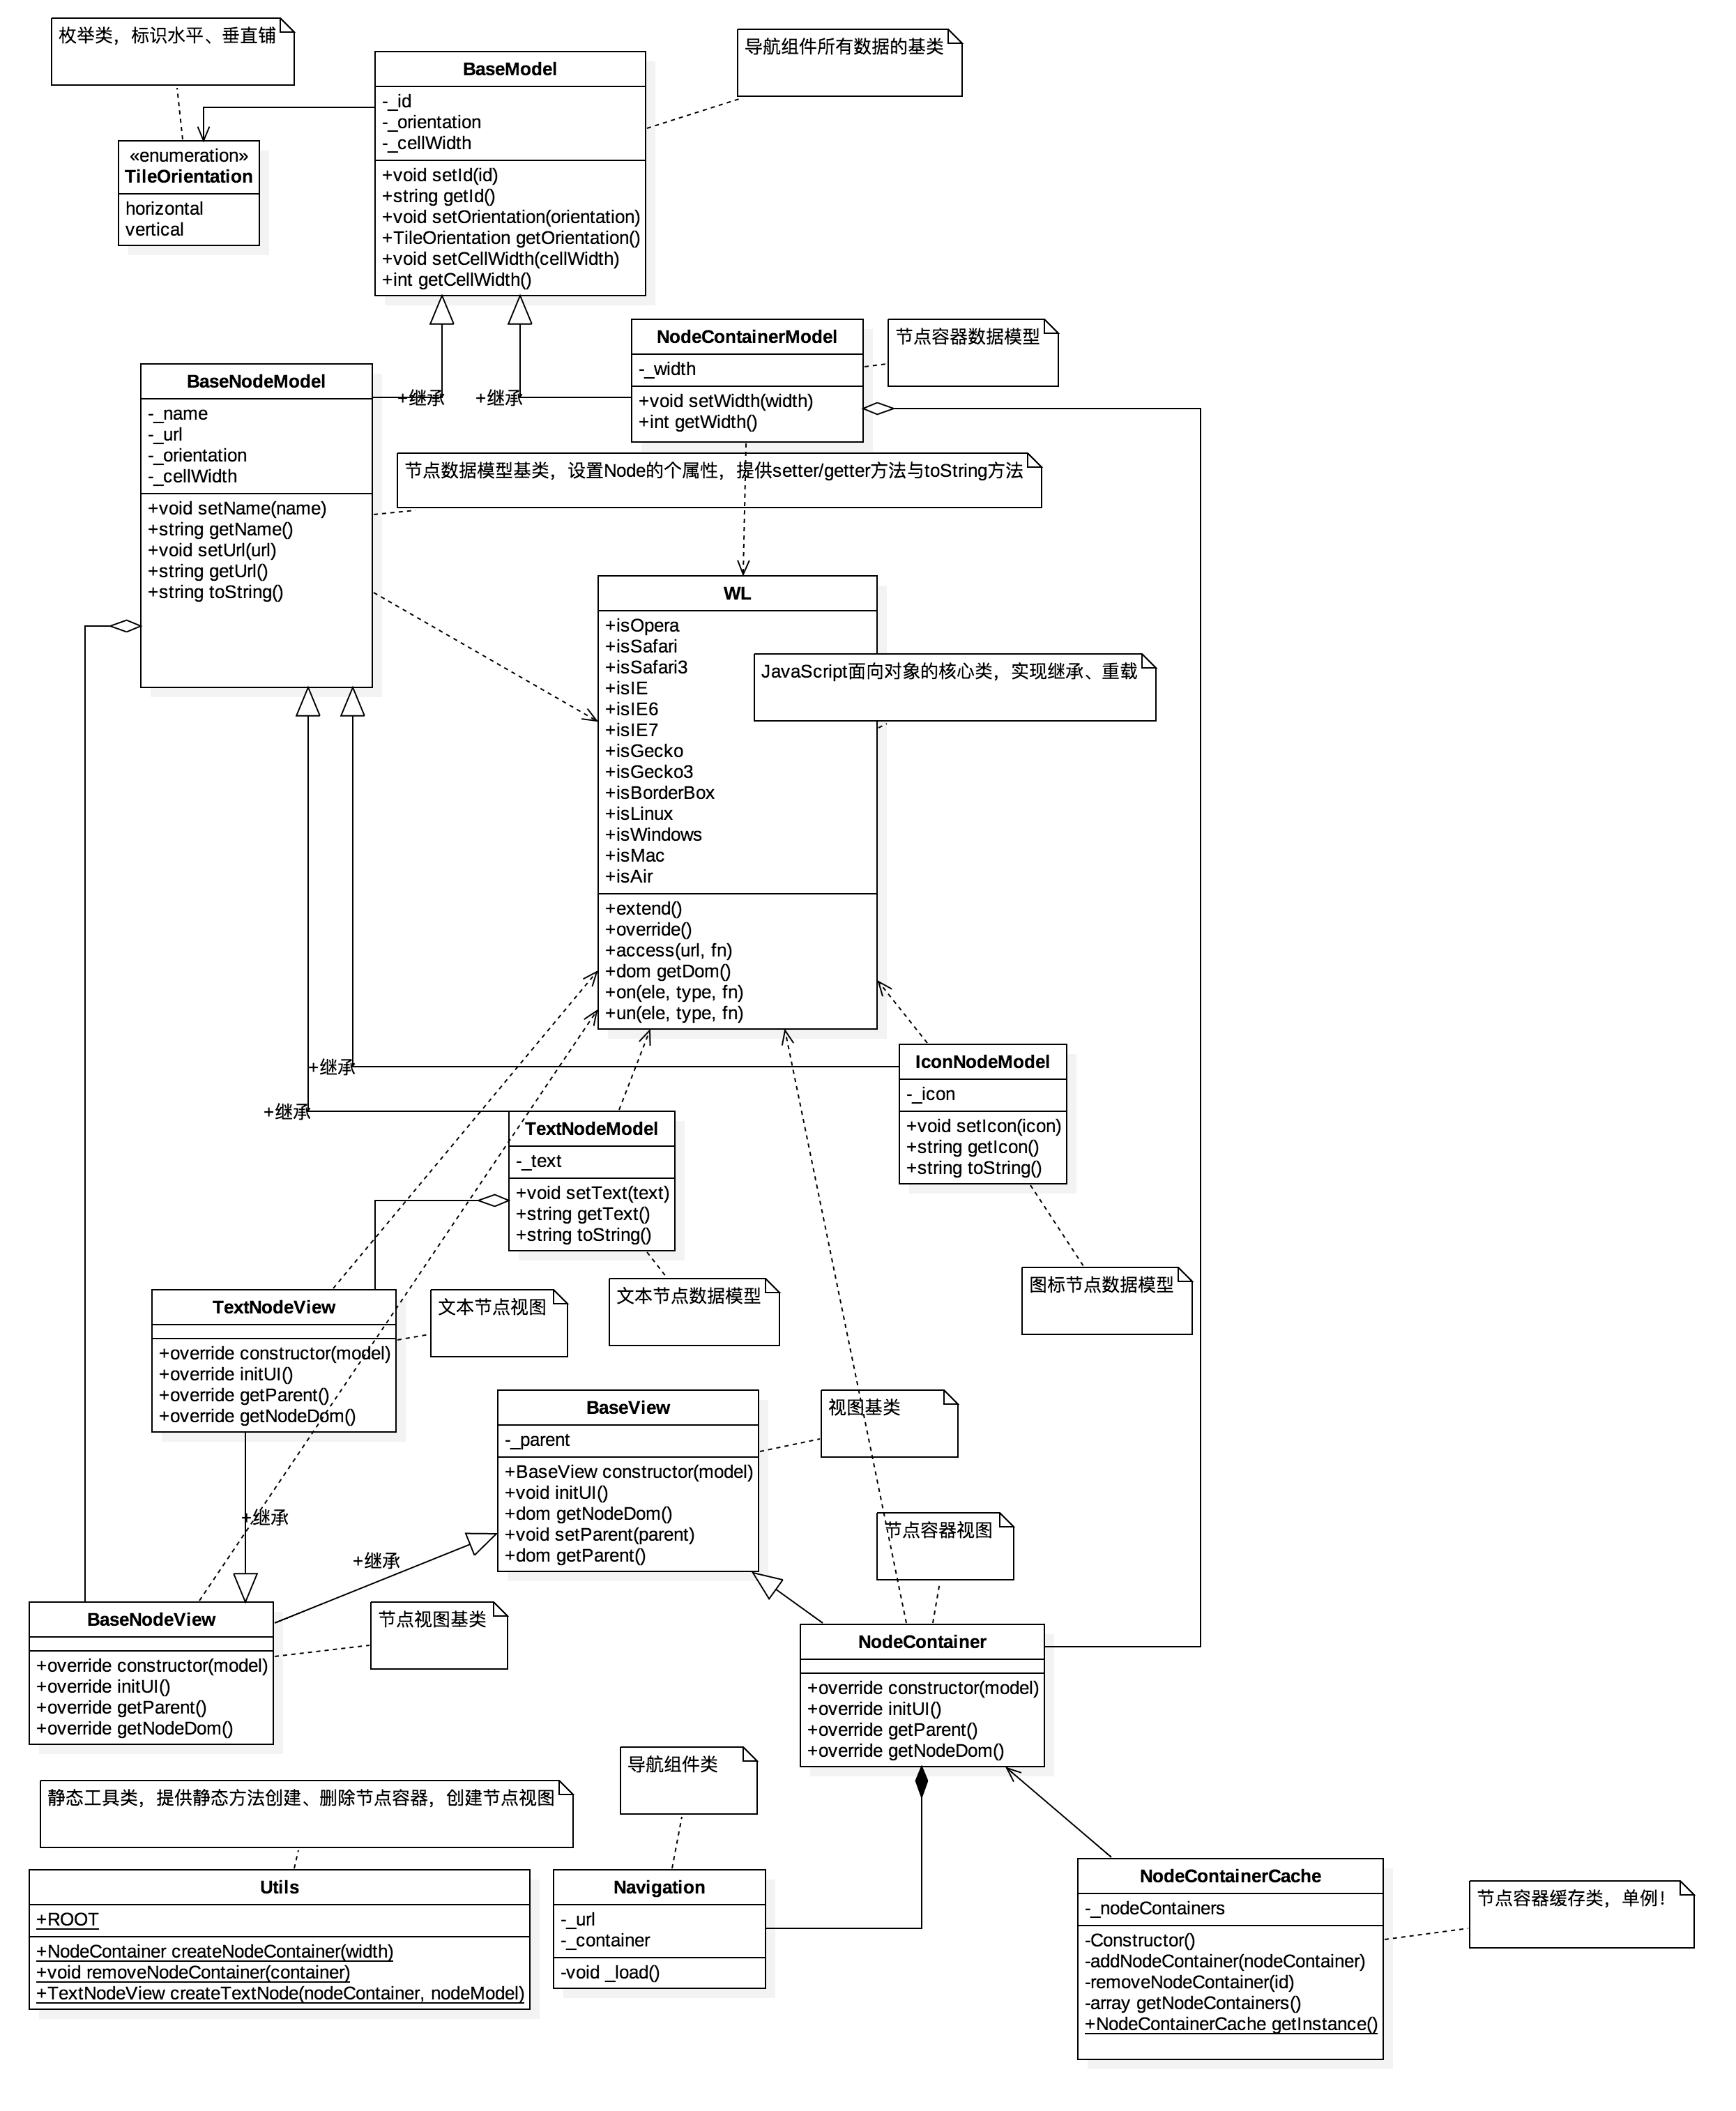 枚举类，标识水平、垂直铺
导航组件所有数据的基类
BaseModel
-_id
-_orientation
-_cellWidth
+void setId(id)
+string getId()
+void setOrientation(orientation)
+TileOrientation getOrientation()
+void setCellWidth(cellWidth)
+int getCellWidth()
«enumeration»
TileOrientation
horizontal
vertical
NodeContainerModel
-_width
+void setWidth(width)
+int getWidth()
节点容器数据模型
BaseNodeModel
-_name
-_url
-_orientation
-_cellWidth
+void setName(name)
+string getName()
+void setUrl(url)
+string getUrl()
+string toString()
+继承
+继承
节点数据模型基类，设置Node的个属性，提供setter/getter方法与toString方法
WL
+isOpera
+isSafari
+isSafari3
+isIE
+isIE6
+isIE7
+isGecko
+isGecko3
+isBorderBox
+isLinux
+isWindows
+isMac
+isAir
+extend()
+override()
+access(url, fn)
+dom getDom()
+on(ele, type, fn)
+un(ele, type, fn)
JavaScript面向对象的核心类，实现继承、重载
IconNodeModel
-_icon
+void setIcon(icon)
+string getIcon()
+string toString()
+继承
+继承
TextNodeModel
-_text
+void setText(text)
+string getText()
+string toString()
图标节点数据模型
文本节点数据模型
TextNodeView
+override constructor(model)
+override initUI()
+override getParent()
+override getNodeDom()
文本节点视图
BaseView
-_parent
+BaseView constructor(model)
+void initUI()
+dom getNodeDom()
+void setParent(parent)
+dom getParent()
视图基类
节点容器视图
+继承
+继承
BaseNodeView
+override constructor(model)
+override initUI()
+override getParent()
+override getNodeDom()
节点视图基类
NodeContainer
+override constructor(model)
+override initUI()
+override getParent()
+override getNodeDom()
导航组件类
静态工具类，提供静态方法创建、删除节点容器，创建节点视图
Utils
+ROOT
+NodeContainer createNodeContainer(width)
+void removeNodeContainer(container)
+TextNodeView createTextNode(nodeContainer, nodeModel)
Navigation
-_url
-_container
-void _load()
NodeContainerCache
-_nodeContainers
-Constructor()
-addNodeContainer(nodeContainer)
-removeNodeContainer(id)
-array getNodeContainers()
+NodeContainerCache getInstance()
节点容器缓存类，单例！